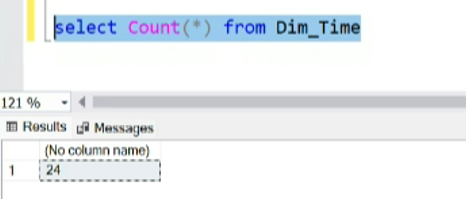 select Count(*) from Dim_Time
121 %
Results Messages
(No column name)
1 24